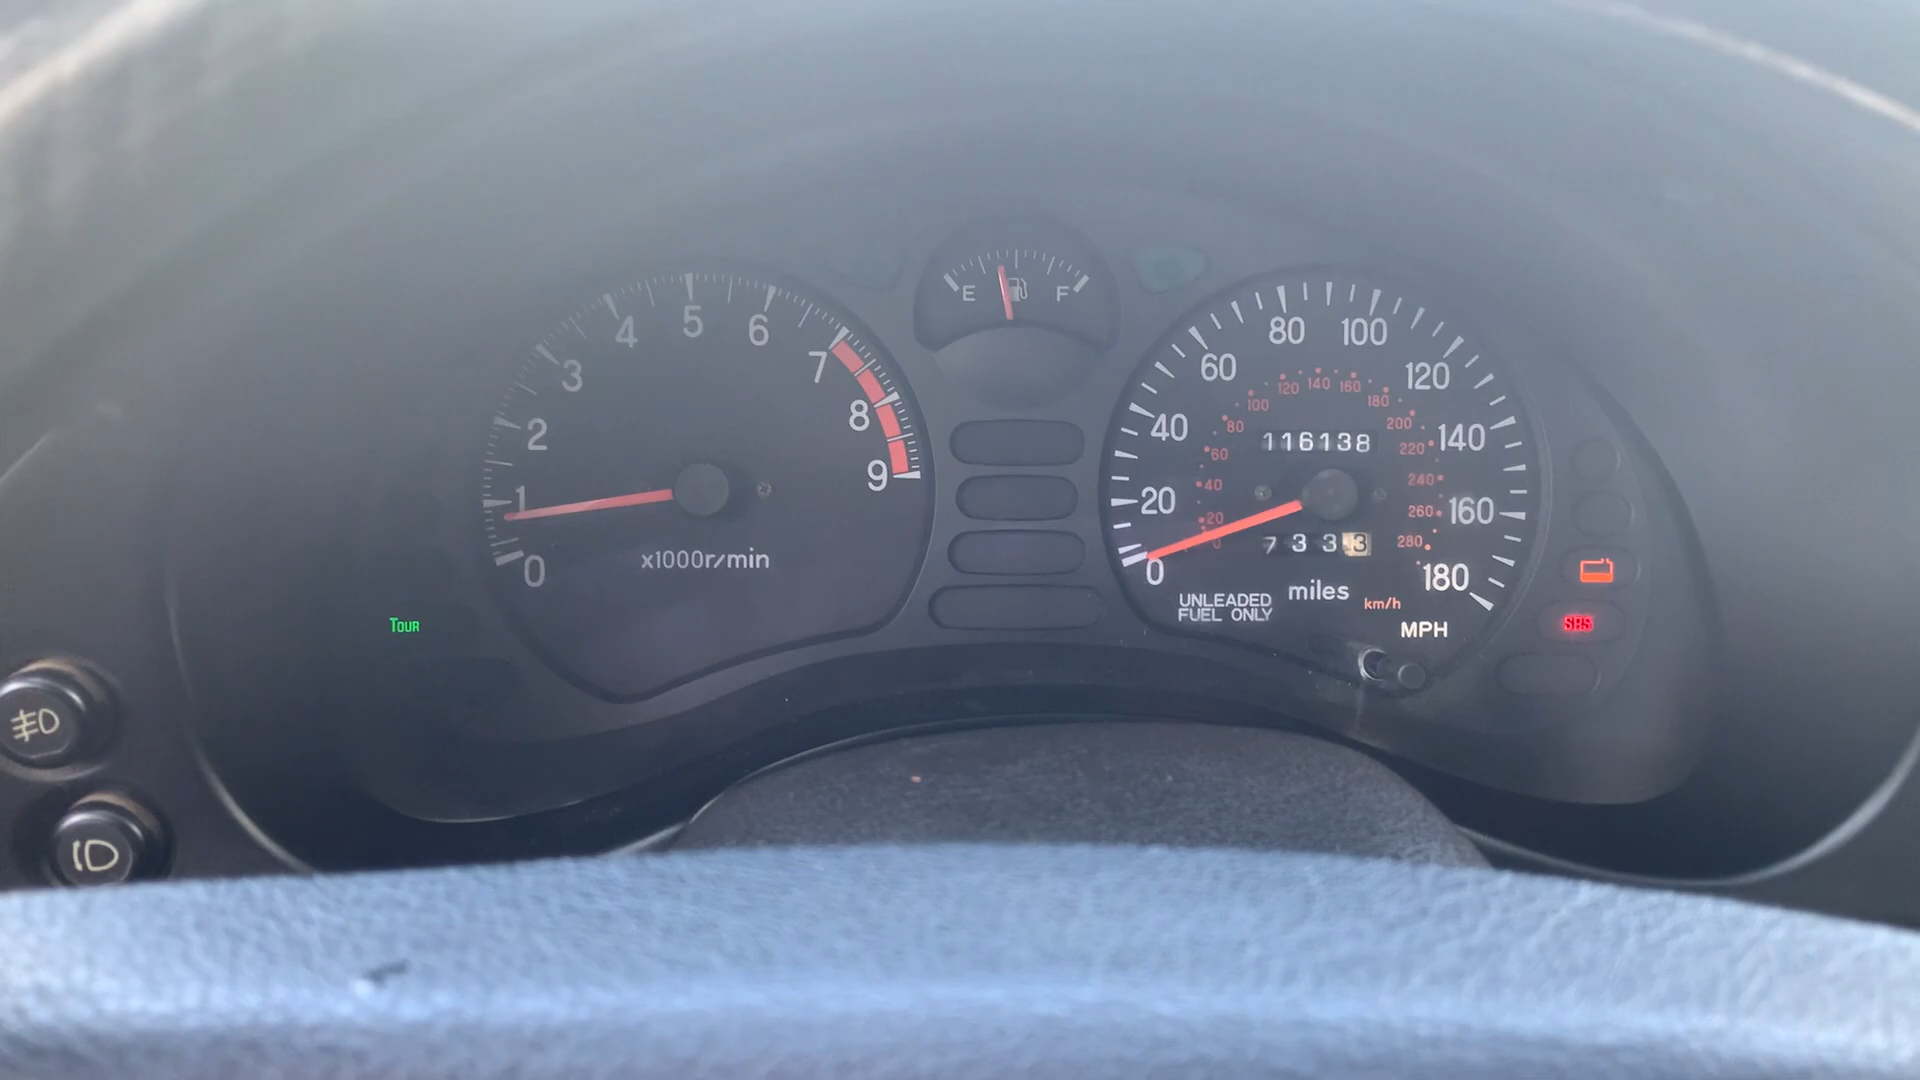 E F
0 1 2 3 4 5 6 7 8 9
x1000r/min
0 20 40 60 80 100 120 140 160 180
0 20 40 60 80 100 120 140 160 180 200 220 240 260 280
116138
7333
miles
km/h
UNLEADED
FUEL ONLY
MPH
TOUR
SRS